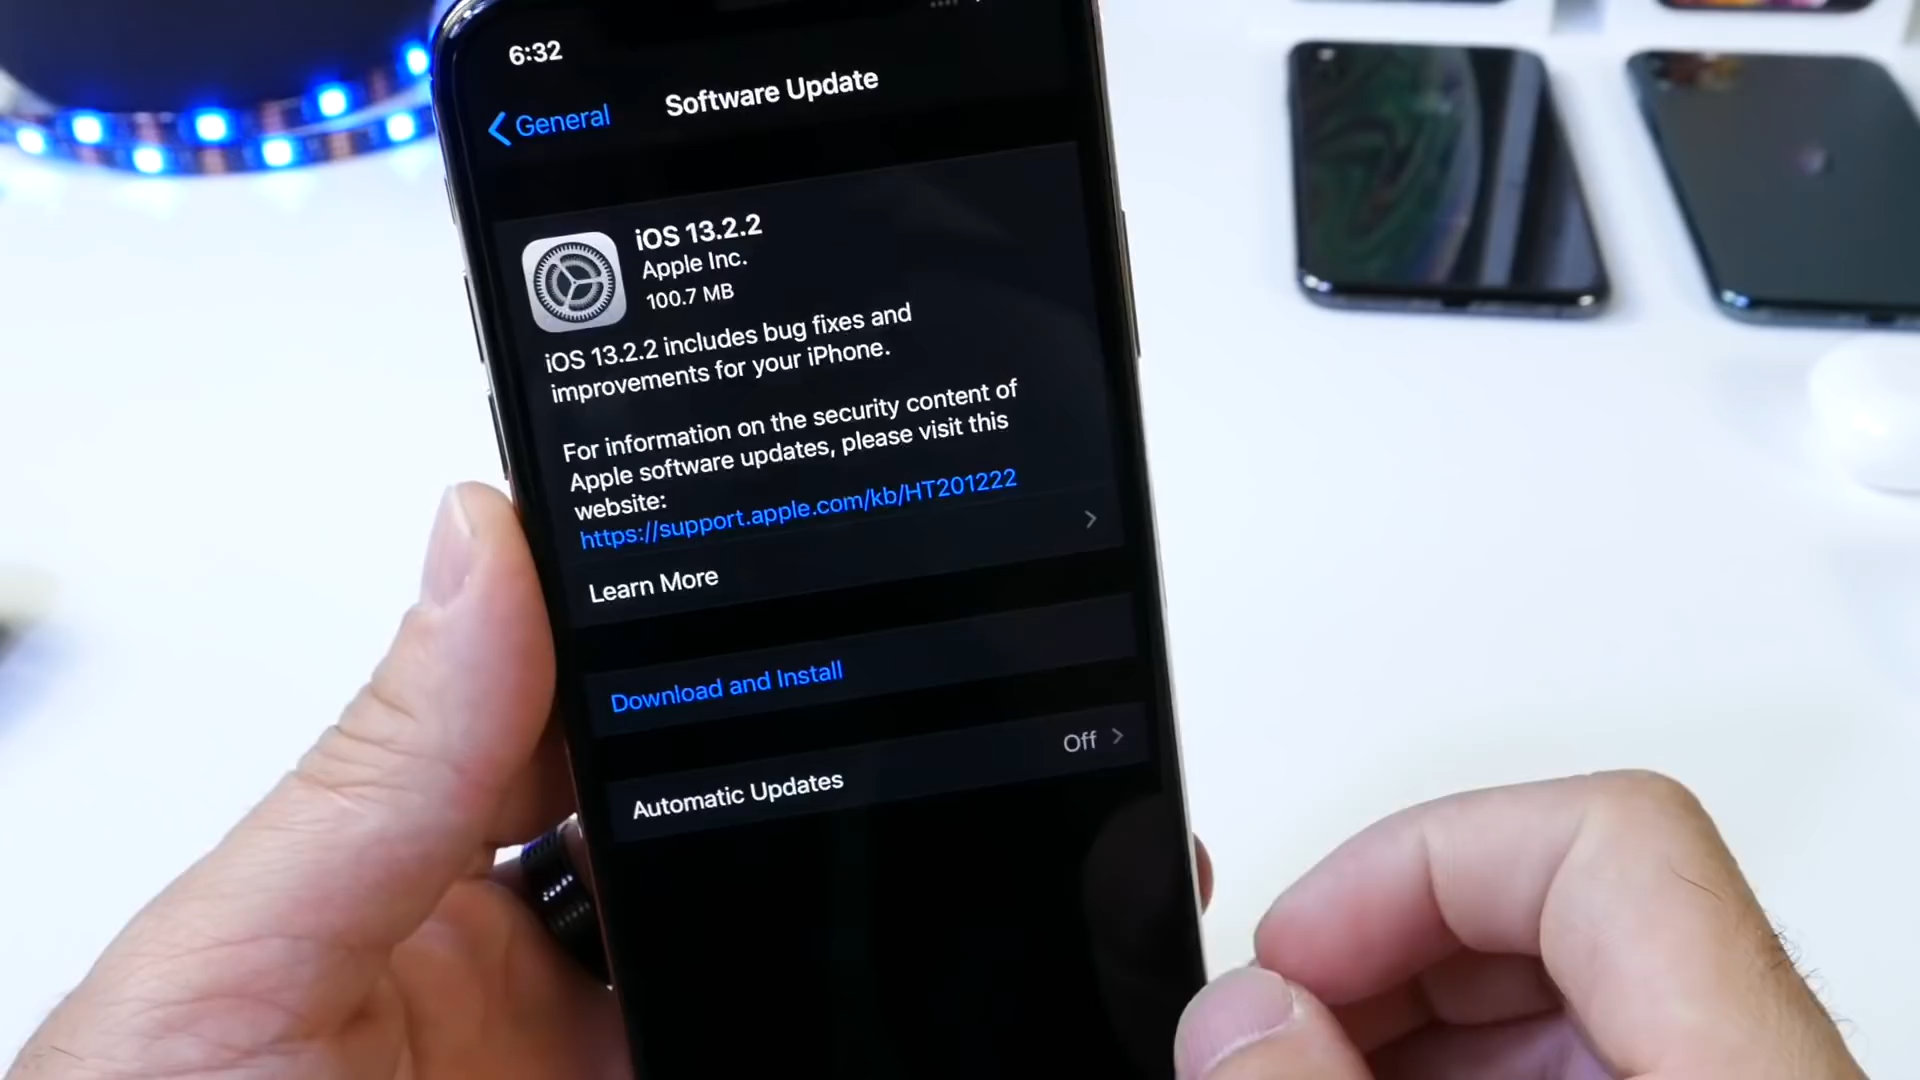 6:32
General
Software Update
iOS 13.2.2
Apple Inc.
100.7 MB
iOS 13.2.2 includes bug fixes and
improvements for your iPhone.
For information on the security content of
Apple software updates, please visit this
website:
https://support.apple.com/kb/HT201222
Learn More
Download and Install
Automatic Updates
Off